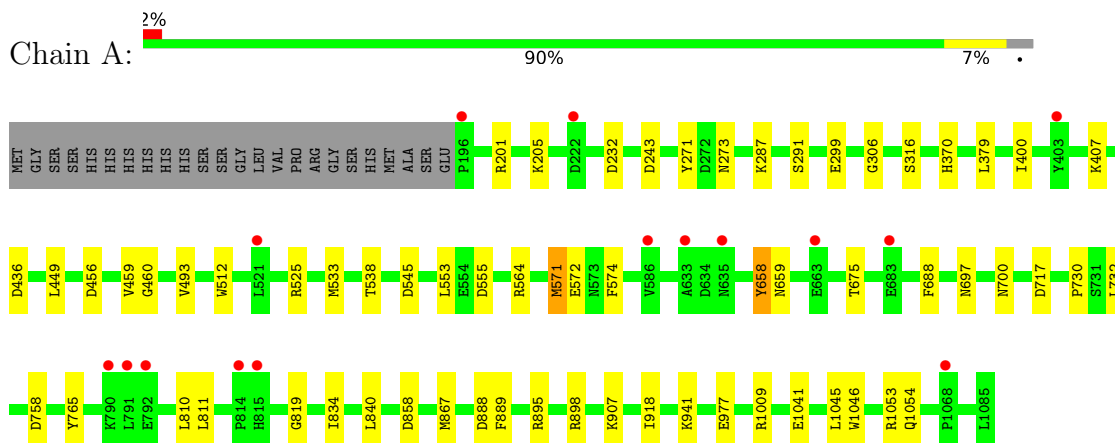 2%
Chain A:
90% 7% •
MET GLY SER SER HIS HIS HIS HIS HIS HIS SER SER GLY LEU VAL PRO ARG GLY SER HIS MET ALA SER GLU P196 R201 K205 D222 D232 D243 Y271 D272 N273 K287 S291 E299 G306 S316 H370 L379 I400 Y403 K407
D436 L449 D456 V459 G460 V493 W512 L521 R525 M533 T538 D545 L553 E554 D555 R564 M571 E572 N573 F574 V586 A633 D634 N635 Y658 N659 E663 T675 E683 F688 N697 N700 D717 P730 S731 L732
D758 Y765 K790 L791 E792 L810 L811 P814 H815 G819 I834 L840 D858 M867 D888 F889 R895 R898 K907 I918 K941 E977 R1009 E1041 L1045 W1046 R1053 Q1054 P1068 L1085